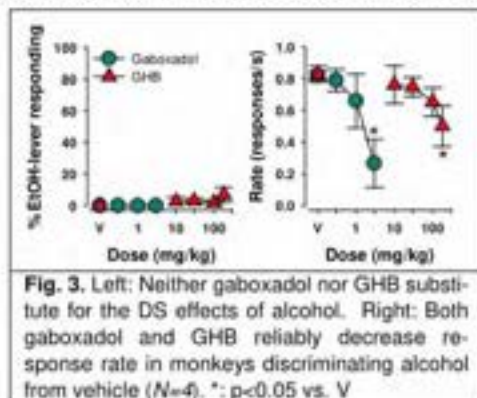 100
80
60
40
20
0
% EtOH-lever responding
Gaboxadol
GHB
V 1 10 100
Dose (mg/kg)
1.0
0.8
0.6
0.4
0.2
0.0
Rate (responses/s)
*
*
V 1 10 100
Dose (mg/kg)
Fig. 3. Left: Neither gaboxadol nor GHB substi-
tute for the DS effects of alcohol. Right: Both
gaboxadol and GHB reliably decrease re-
sponse rate in monkeys discriminating alcohol
from vehicle (N=4). *: p<0.05 vs. V